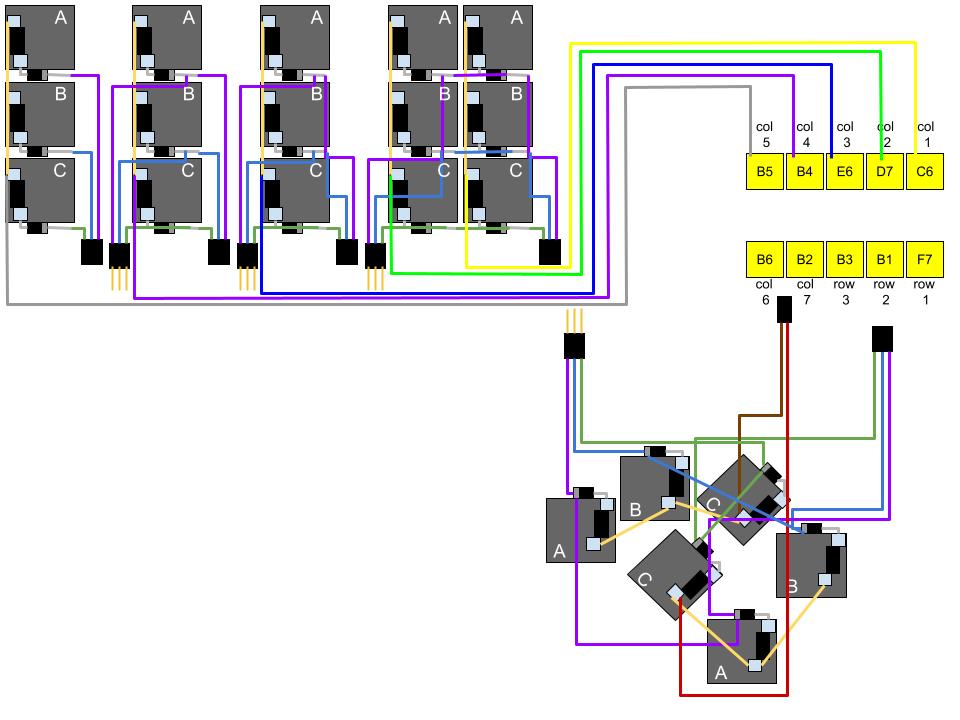 A A A A A
B B B B B
C C C C C
col col col col col
5 4 3 2 1
B5 B4 E6 D7 C6
B6 B2 B3 B1 F7
col col row row row
6 7 3 2 1
C
B
A
C
B
A